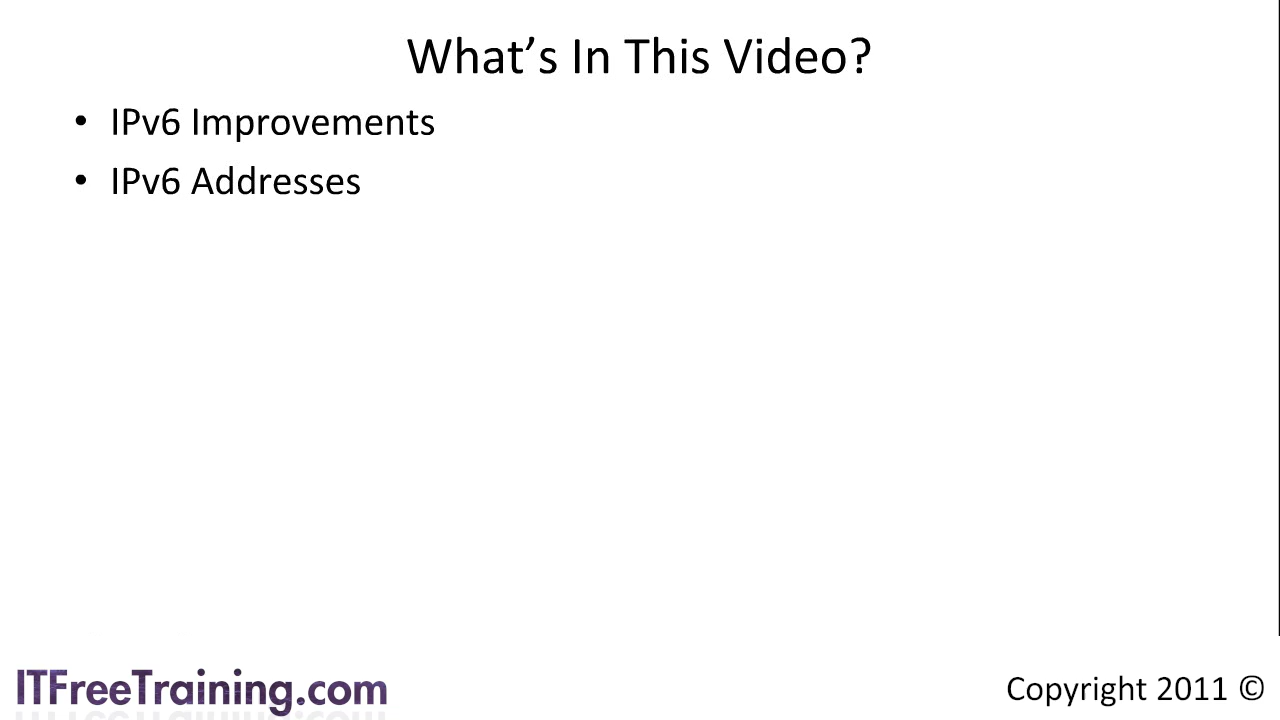 What’s In This Video?
• IPv6 Improvements
• IPv6 Addresses
ITFreeTraining.com
Copyright 2011 ©